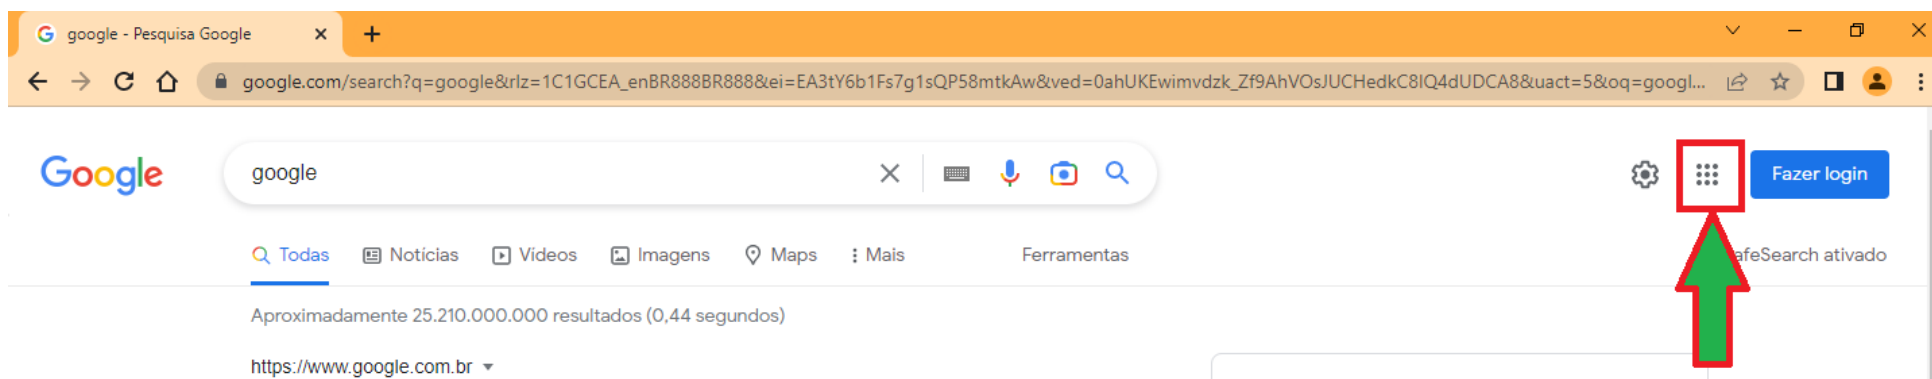 google - Pesquisa Google
google.com/search?q=google&rlz=1C1GCEA_enBR888BR888&ei=EA3tY6b1Fs7g1sQP58mtkAw&ved=0ahUKEwimvdzk_Zf9AhVOsJUCHedkC8IQ4dUDCA8&uact=5&oq=googl...
Google google Fazer login
Todas Notícias Vídeos Imagens Maps Mais Ferramentas afeSearch ativado
Aproximadamente 25.210.000.000 resultados (0,44 segundos)
https://www.google.com.br